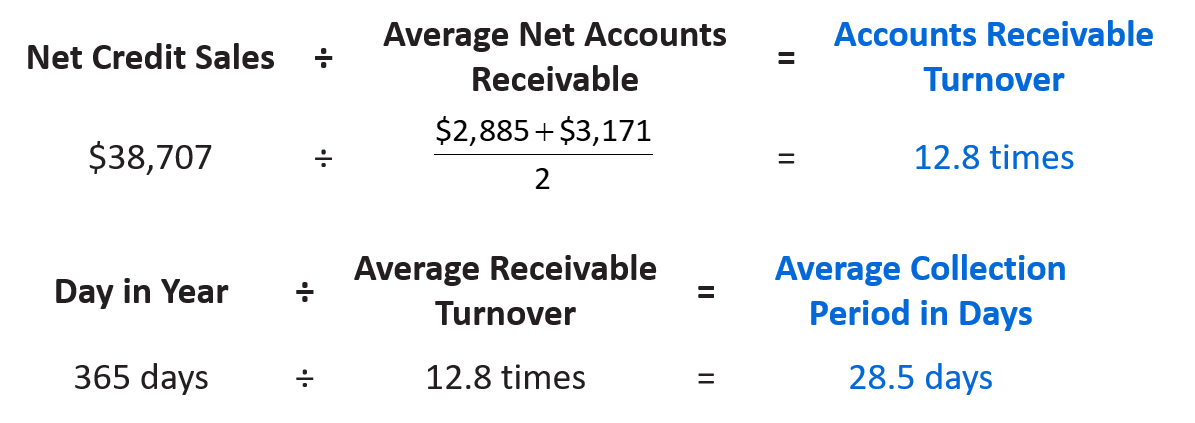 Net Credit Sales ÷ Average Net Accounts Receivable = Accounts Receivable Turnover
$38,707 ÷ $2,885 + $3,171 / 2 = 12.8 times
Day in Year ÷ Average Receivable Turnover = Average Collection Period in Days
365 days ÷ 12.8 times = 28.5 days